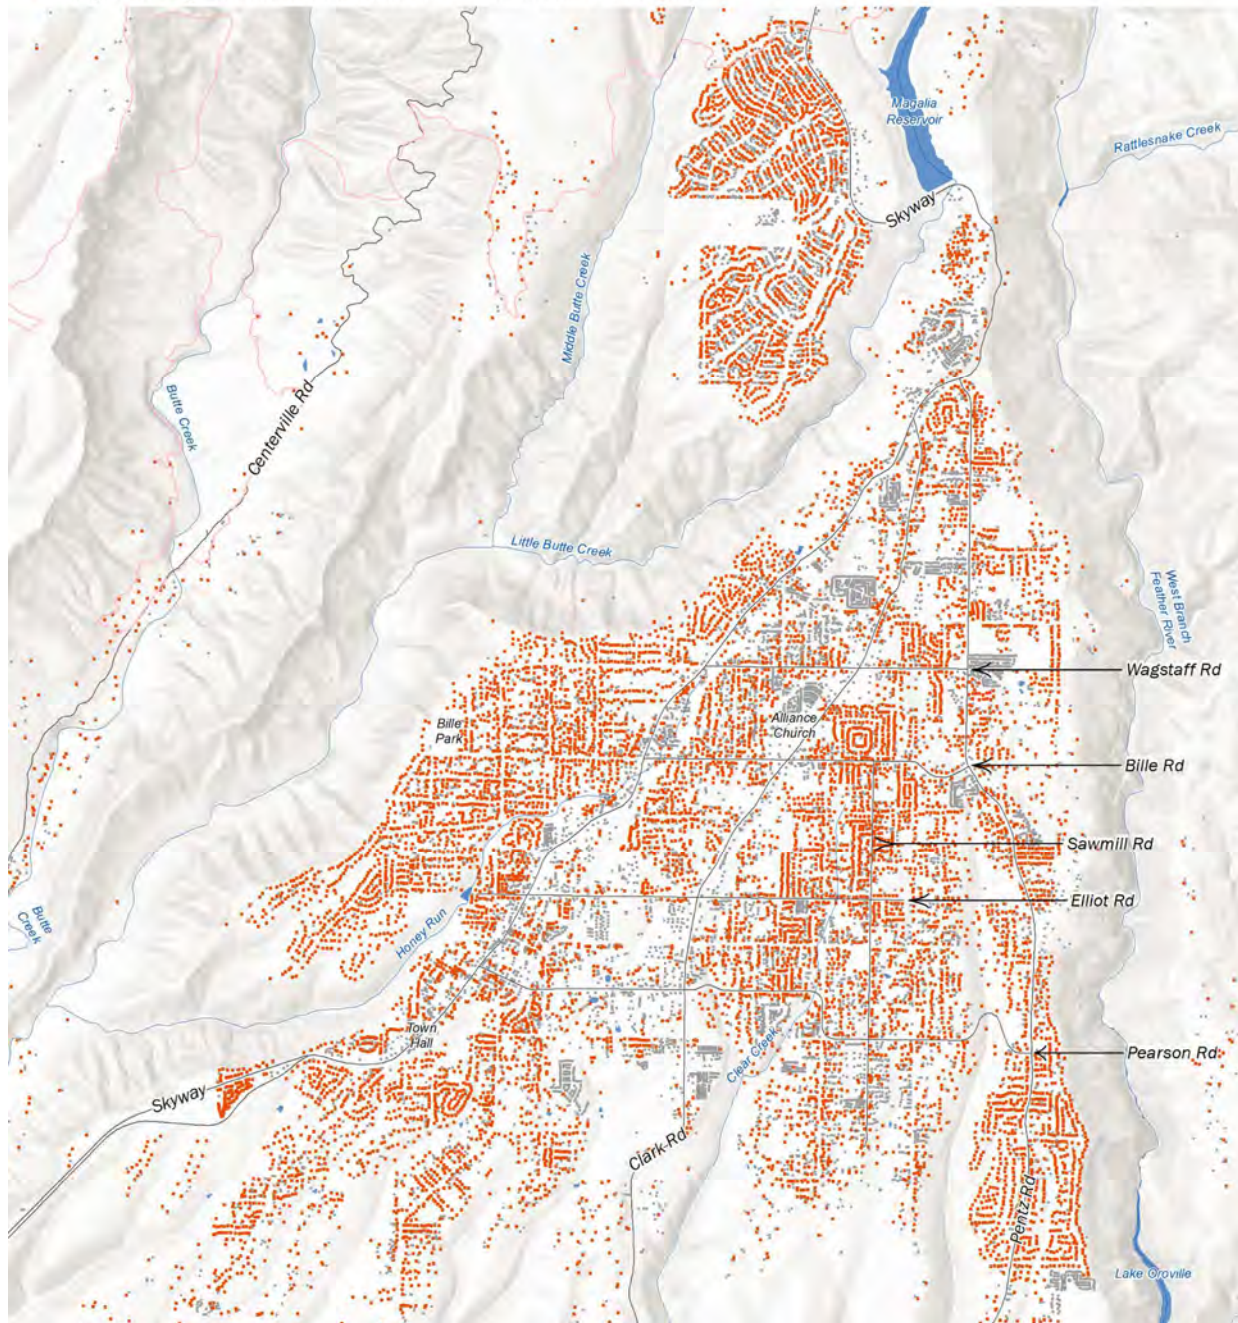 Magalia
Reservoir
Rattlesnake Creek
Skyway
Middle Butte Creek
Butte Creek
Centerville Rd
Little Butte Creek
West Branch
Feather River
Wagstaff Rd
Bille
Park
Alliance
Church
Bille Rd
Sawmill Rd
Elliot Rd
Butte
Creek
Honey Run
Town
Hall
Clear Creek
Pearson Rd
Skyway
Clark Rd
Pentz Rd
Lake Oroville